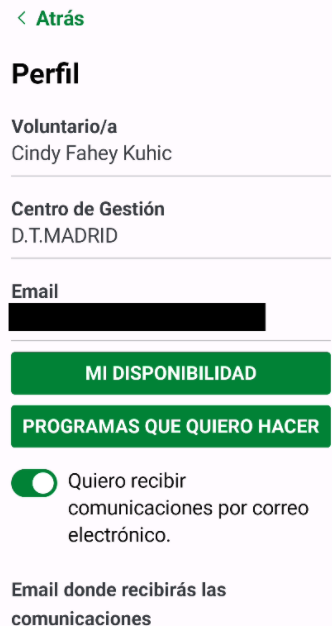 Atrás
Perfil
Voluntario/a
Cindy Fahey Kuhic
Centro de Gestión
D.T.MADRID
Email
MI DISPONIBILIDAD
PROGRAMAS QUE QUIERO HACER
Quiero recibir
comunicaciones por correo
electrónico.
Email donde recibirás las
comunicaciones